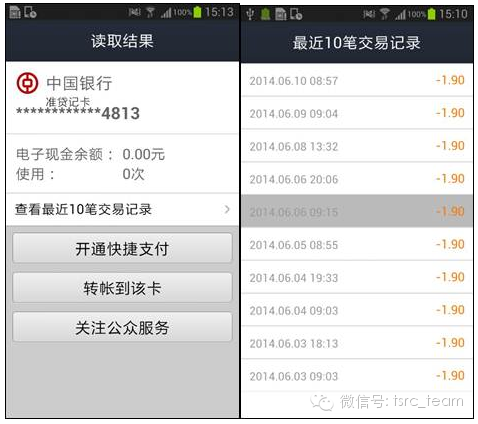 100% 15:13
读取结果
中国银行
准贷记卡
************4813
电子现金余额： 0.00元
使用： 0次
查看最近10笔交易记录
开通快捷支付
转帐到该卡
关注公众服务
100% 15:10
最近10笔交易记录
2014.06.10 08:57 -1.90
2014.06.09 09:04 -1.90
2014.06.08 13:32 -1.90
2014.06.06 20:06 -1.90
2014.06.06 09:15 -1.90
2014.06.05 08:55 -1.90
2014.06.04 19:33 -1.90
2014.06.04 09:03 -1.90
2014.06.03 18:13 -1.90
2014.06.03 09:03 -1.90
微信号: tsrc_team